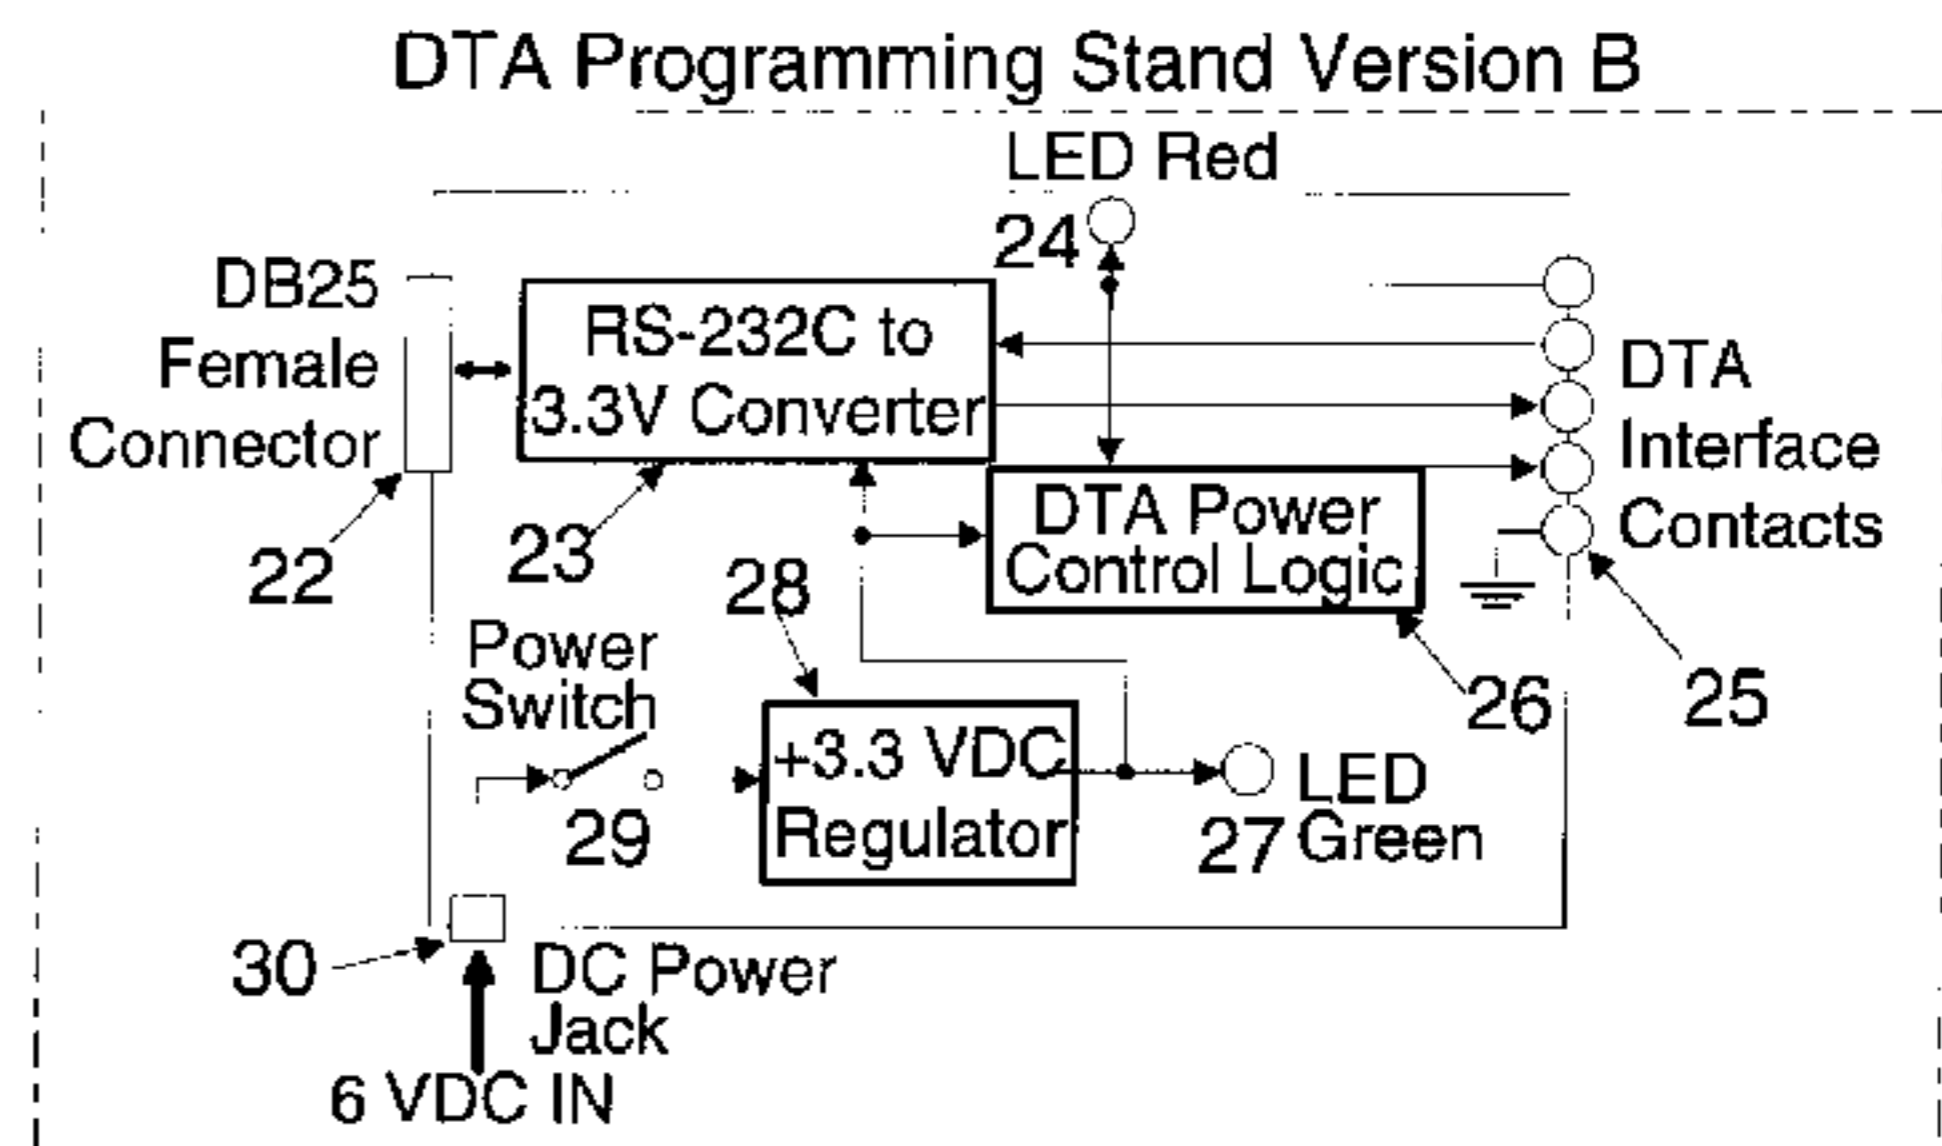 DTA Programming Stand Version B
LED Red
24
DB25
Female
Connector
22
RS-232C to
3.3V Converter
23
DTA
Interface
Contacts
25
DTA Power
Control Logic
26
28
Power
Switch
29
+3.3 VDC
Regulator
LED
Green
27
30
DC Power
Jack
6 VDC IN